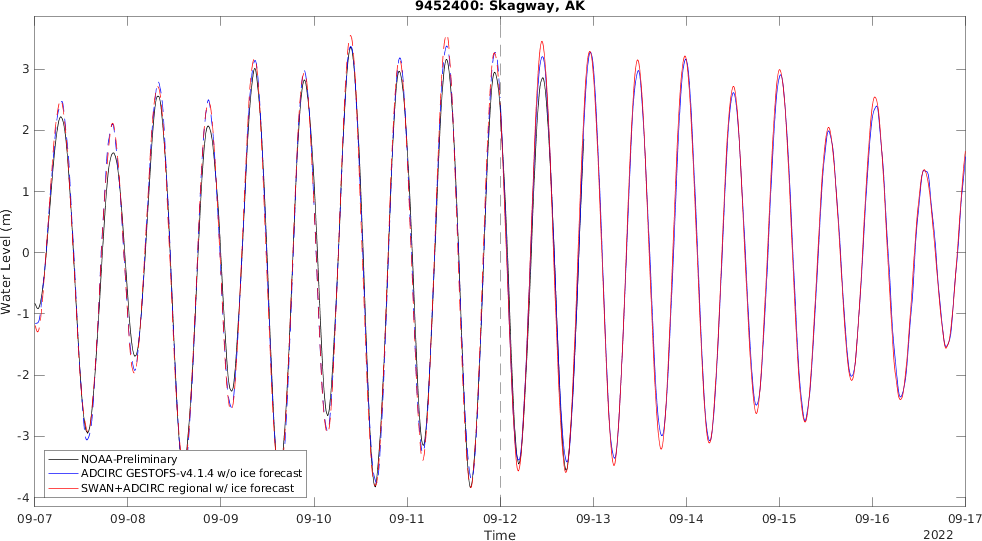 9452400: Skagway, AK
Water Level (m)
3
2
1
0
-1
-2
-3
-4
NOAA-Preliminary
ADCIRC GESTOFS-v4.1.4 w/o ice forecast
SWAN+ADCIRC regional w/ ice forecast
09-07 09-08 09-09 09-10 09-11 09-12 09-13 09-14 09-15 09-16 09-17
Time
2022